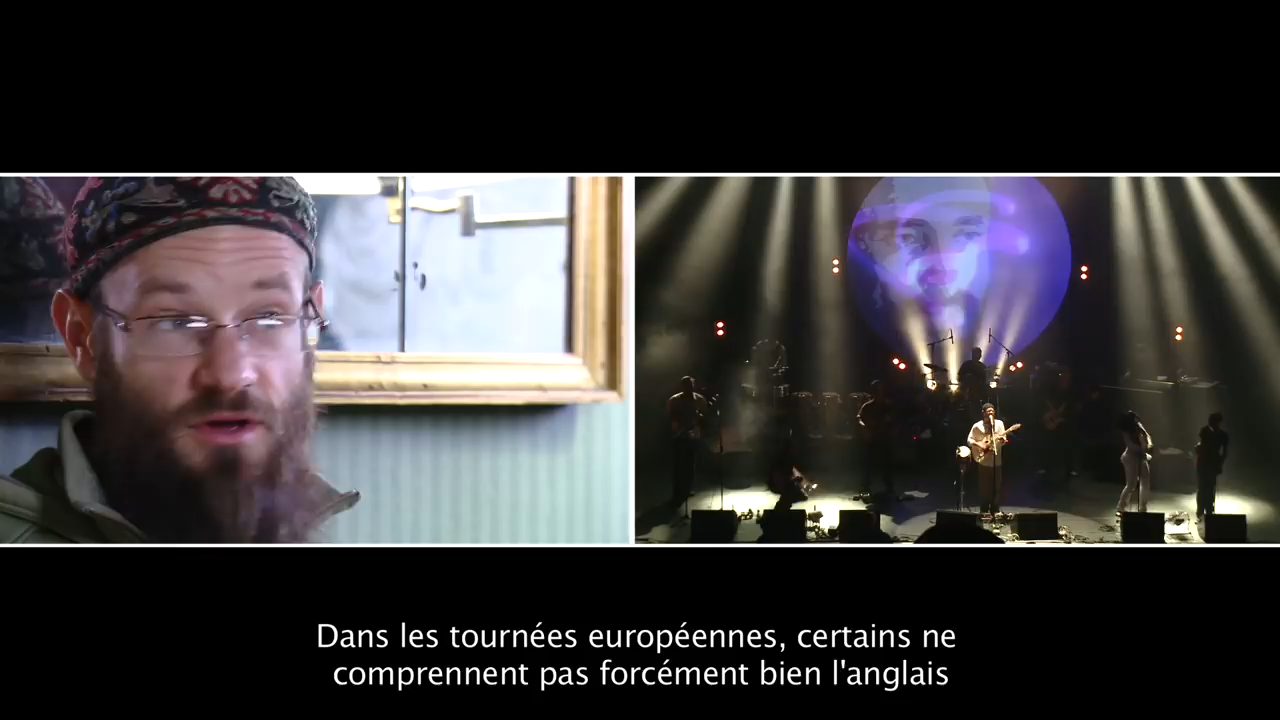 Dans les tournées européennes, certains ne
comprennent pas forcément bien l'anglais